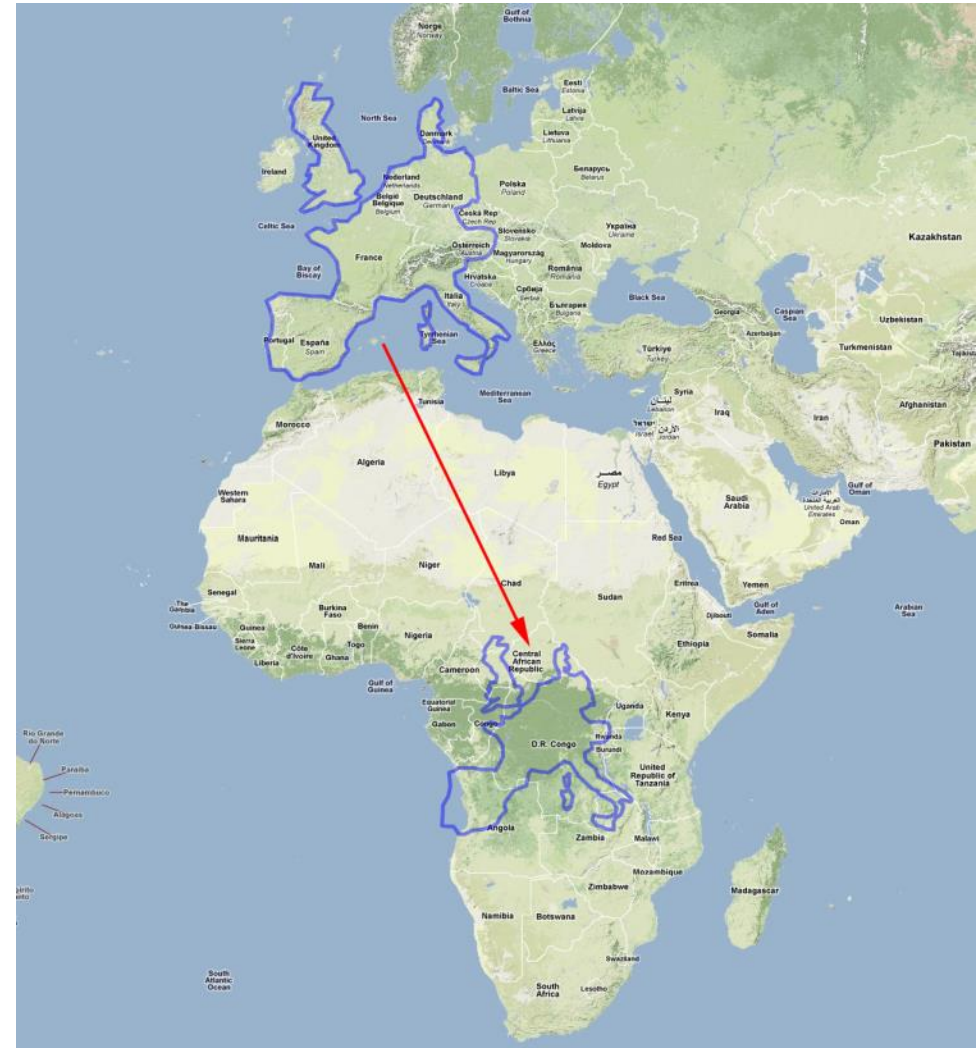 Gulf of
Bothnia
Norge
Norway
Baltic Sea
Eesti
Estonia
Latvija
Latvia
North Sea
Danmark
Denmark
Lietuva
Lithuania
United
Kingdom
Ireland
Nederland
Netherlands
België
Belgique
Belgium
Deutschland
Germany
Polska
Poland
Беларусь
Belarus
Celtic Sea
Česká Rep
Czech Rep
Slovensko
Slovakia
Україна
Ukraine
Kazakhstan
France
Österreich
Austria
Magyarország
Hungary
Moldova
Bay of
Biscay
Hrvatska
Croatia
România
Romania
Србија
Serbia
Italia
Italy
България
Bulgaria
Black Sea
Georgia
Caspian
Sea
Uzbekistan
Portugal
España
Spain
Tyrrhenian
Sea
Ελλάς
Greece
Türkiye
Turkey
Azerbaijan
Turkmenistan
Mediterranean
Sea
Tunisia
Syria
لبنان
Lebanon
Iraq
Iran
Afghanistan
Morocco
ישראל
Israel
الأردن
Jordan
Pakistan
Algeria
Libya
مصر
Egypt
Gulf of
Oman
Western
Sahara
Saudi
Arabia
الإمارات
العربية المتحدة
United Arab
Emirates
Oman
Mauritania
Red Sea
Mali
Niger
Chad
Sudan
Eritrea
Yemen
Senegal
The
Gambia
Guinea-Bissau
Guinea
Burkina
Faso
Benin
Nigeria
Djibouti
Gulf of
Aden
Arabian
Sea
Sierra
Leone
Liberia
Côte
d'Ivoire
Ghana
Togo
Ethiopia
Somalia
Central
African
Republic
Cameroon
Gulf of
Guinea
Equatorial
Guinea
Gabon
Congo
Uganda
Kenya
D.R. Congo
Rwanda
Burundi
United
Republic of
Tanzania
Rio Grande
do Norte
Paraíba
Pernambuco
Alagoas
Sergipe
Angola
Zambia
Malawi
Mozambique
Zimbabwe
Madagascar
Namibia
Botswana
Swaziland
South
Atlantic
Ocean
South
Africa
Lesotho